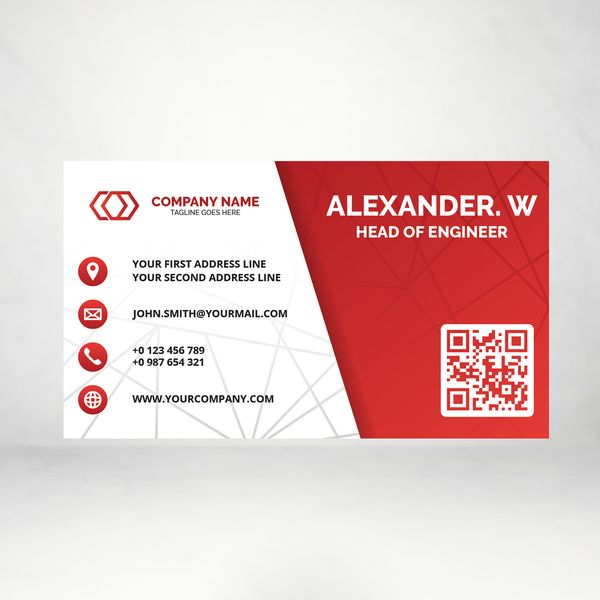 COMPANY NAME
TAGLINE GOES HERE
YOUR FIRST ADDRESS LINE
YOUR SECOND ADDRESS LINE
JOHN.SMITH@YOURMAIL.COM
+0 123 456 789
+0 987 654 321
WWW.YOURCOMPANY.COM
ALEXANDER. W
HEAD OF ENGINEER